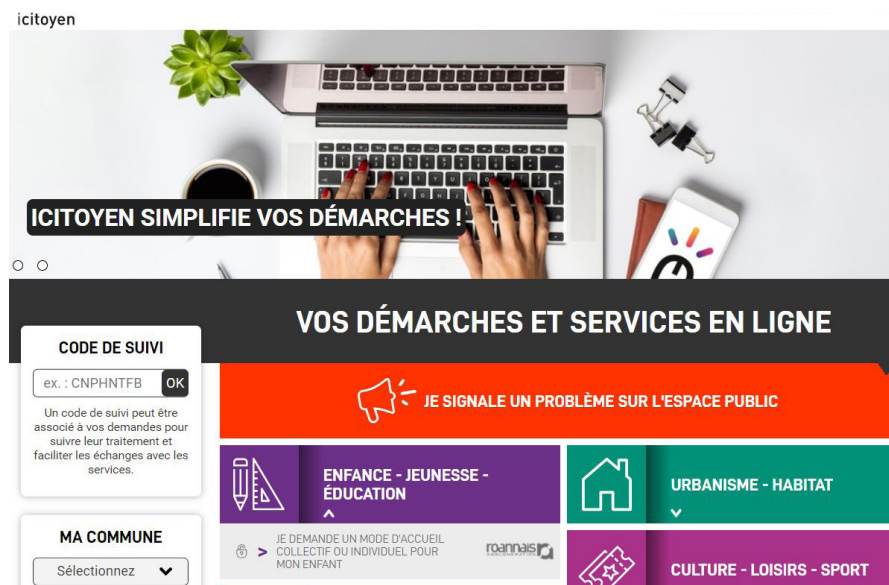 icitoyen
ICITOYEN SIMPLIFIE VOS DÉMARCHES !
VOS DÉMARCHES ET SERVICES EN LIGNE
CODE DE SUIVI
ex. : CNPHNTFB OK
Un code de suivi peut être
associé à vos demandes pour
suivre leur traitement et
faciliter les échanges avec les
services.
MA COMMUNE
Sélectionnez
JE SIGNALE UN PROBLÈME SUR L'ESPACE PUBLIC
ENFANCE - JEUNESSE -
ÉDUCATION
JE DEMANDE UN MODE D'ACCUEIL
COLLECTIF OU INDIVIDUEL POUR
MON ENFANT
roannais
URBANISME - HABITAT
CULTURE - LOISIRS - SPORT